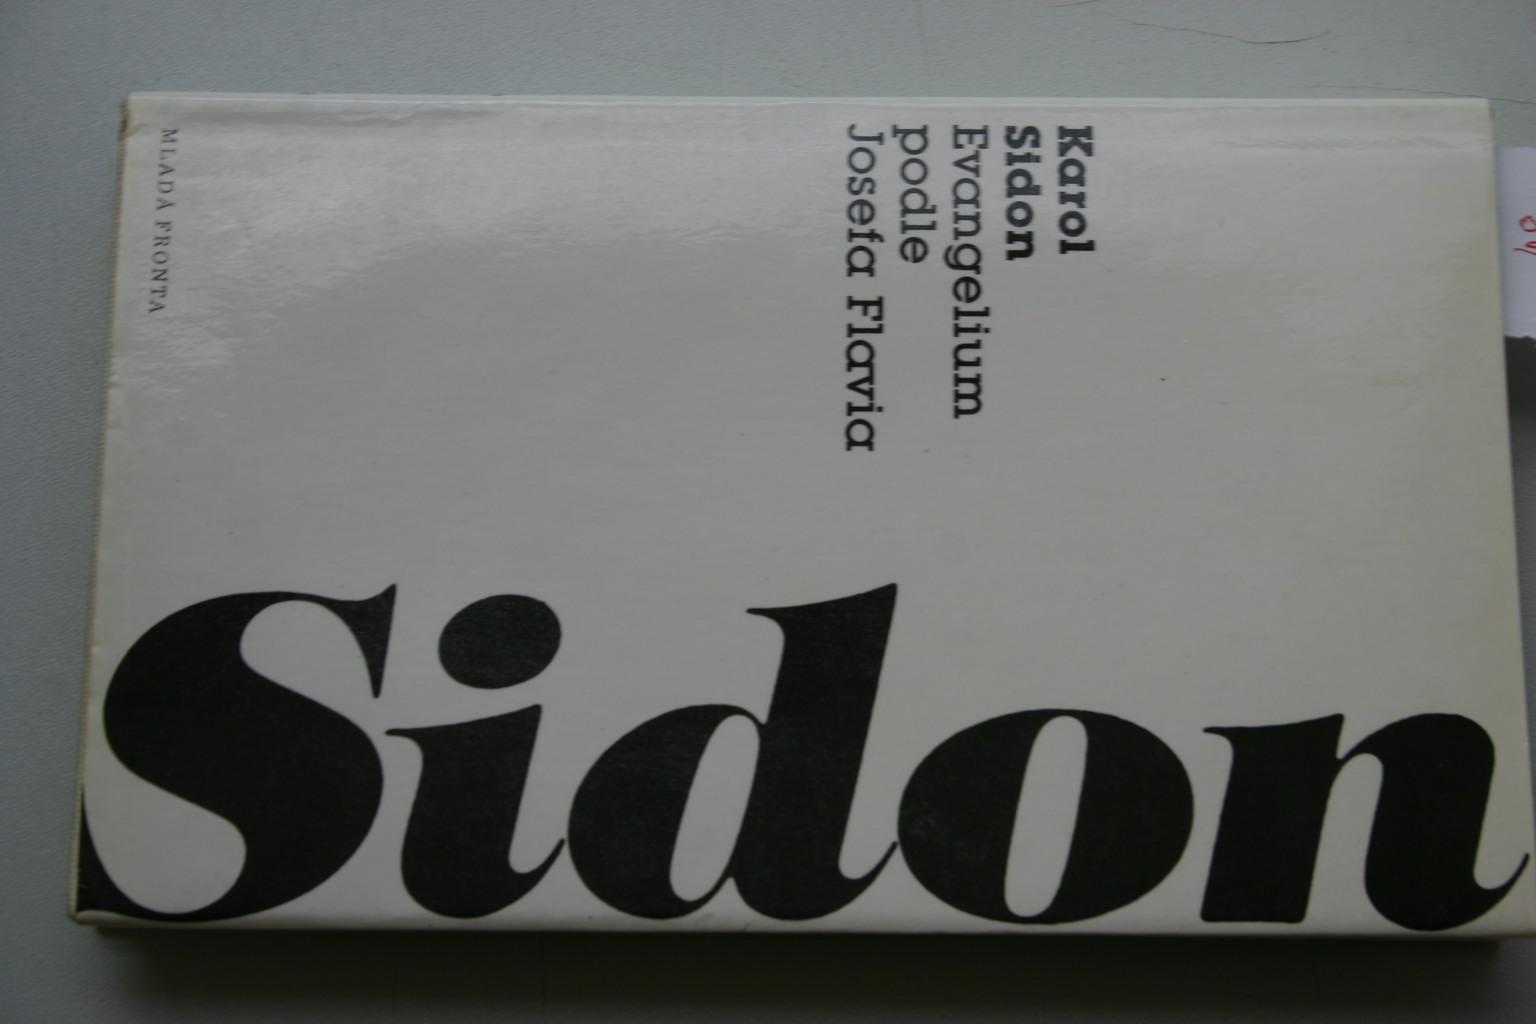 Karol
Sidon
Evangelium
podle
Josefa Flavia
MLADÁ FRONTA
Sidon